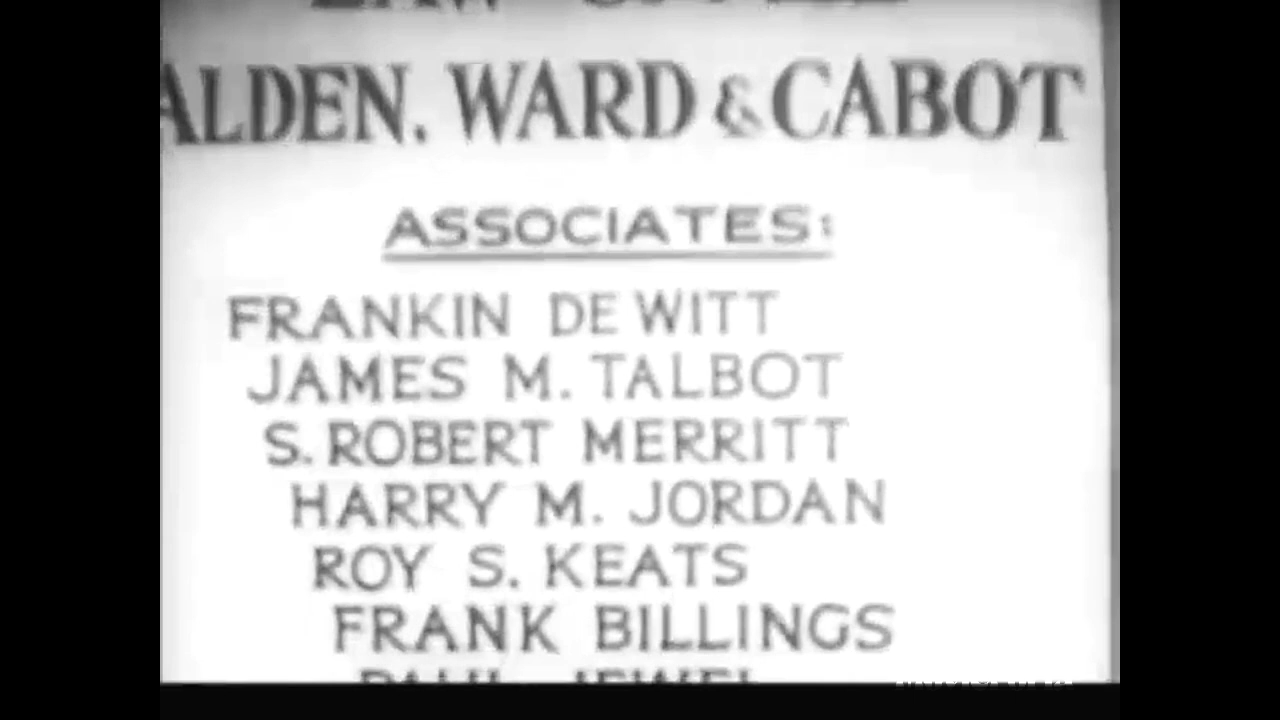 ALDEN, WARD & CABOT
ASSOCIATES:
FRANKIN DE WITT
JAMES M. TALBOT
S. ROBERT MERRITT
HARRY M. JORDAN
ROY S. KEATS
FRANK BILLINGS